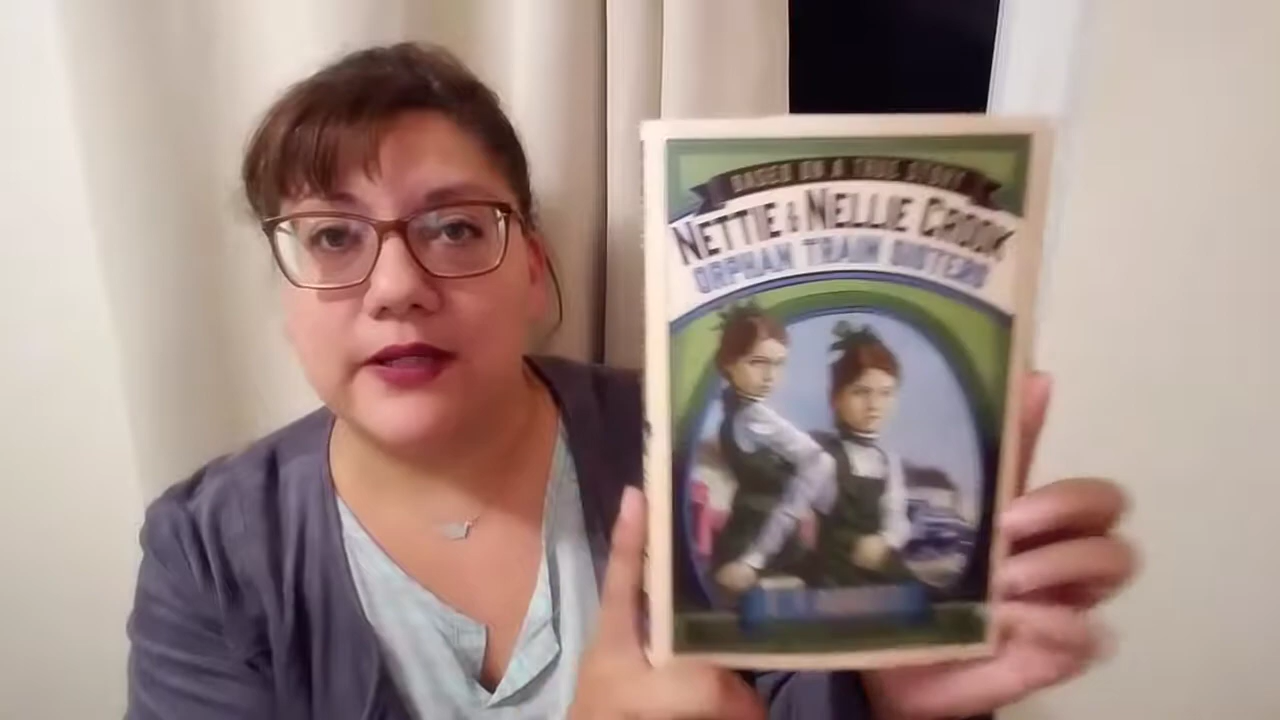 BASED ON A TRUE STORY
NETTIE & NELLIE CROOK
ORPHAN TRAIN SISTERS